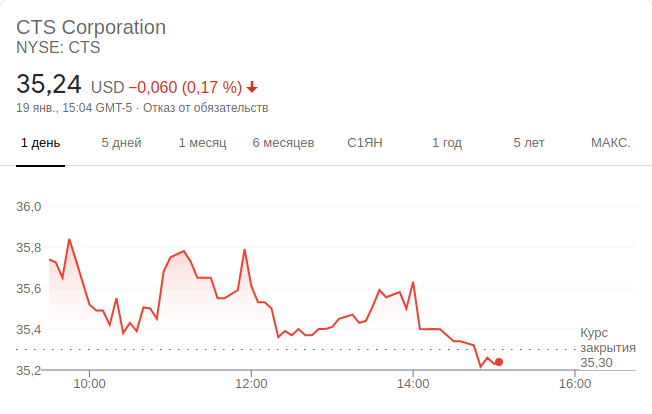 CTS Corporation
NYSE: CTS
35,24 USD −0,060 (0,17 %)
19 янв., 15:04 GMT-5 · Отказ от обязательств
1 день 5 дней 1 месяц 6 месяцев С1ЯН 1 год 5 лет МАКС.
36,0
35,8
35,6
35,4
Курс
закрытия
35,30
35,2
10:00 12:00 14:00 16:00